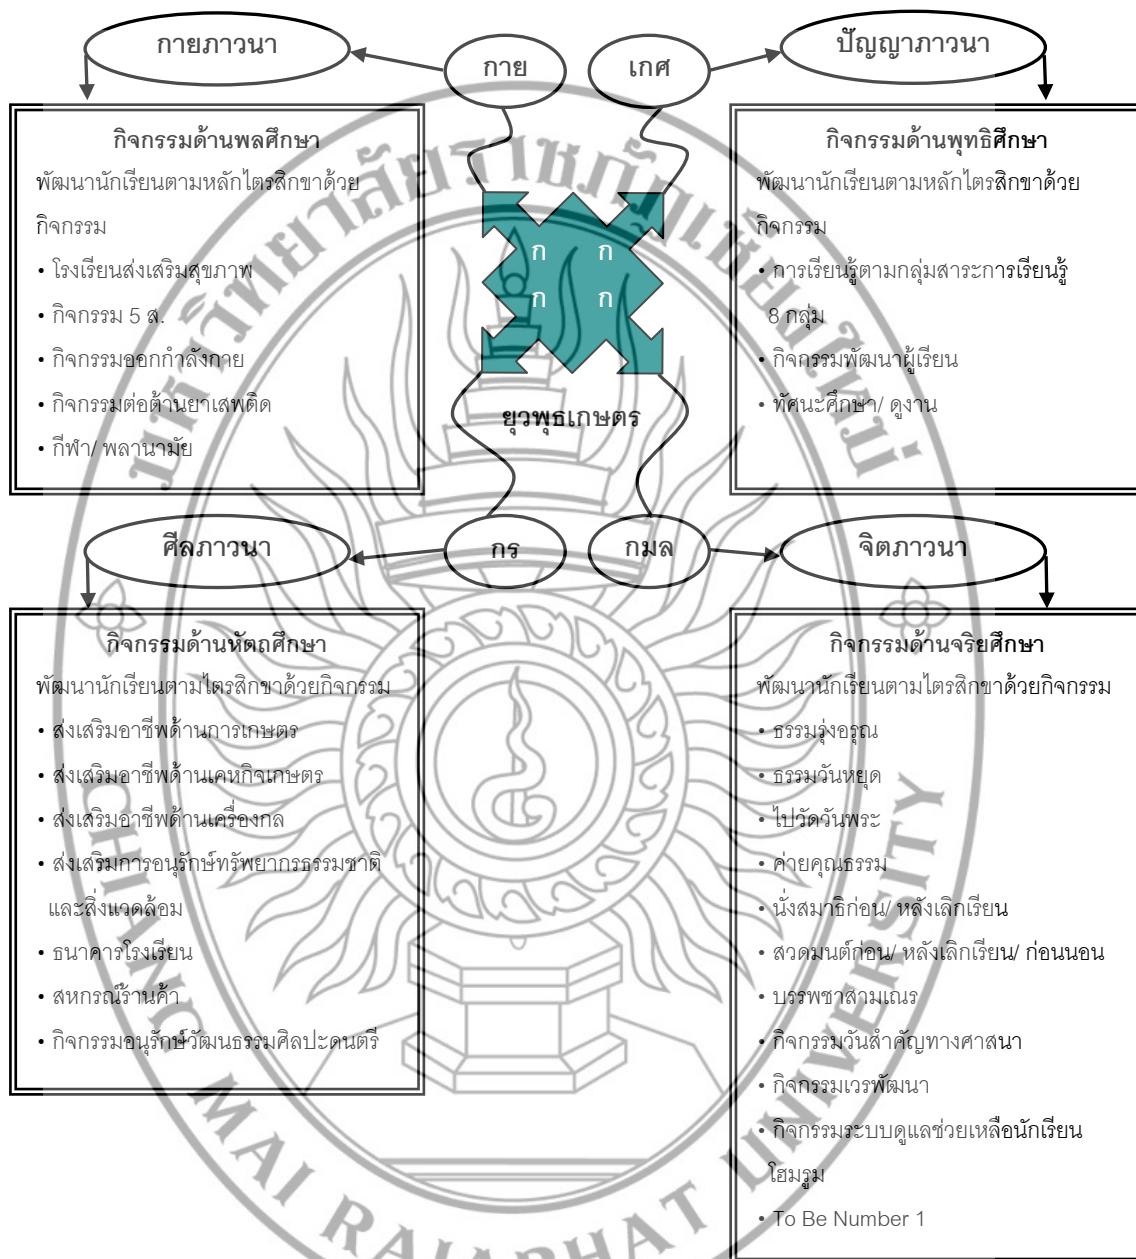 กายภาวนา
กาย
เกศ
ปัญญาภาวนา
กิจกรรมด้านพลศึกษา
พัฒนานักเรียนตามหลักไตรสิกขาด้วย
กิจกรรม
• โรงเรียนส่งเสริมสุขภาพ
• กิจกรรม 5 ส.
• กิจกรรมออกกำลังกาย
• กิจกรรมต่อต้านยาเสพติด
• กีฬา/ พลานามัย
ก ก
ก ก
ยุวพุธเกษตร
กิจกรรมด้านพุทธิศึกษา
พัฒนานักเรียนตามหลักไตรสิกขาด้วย
กิจกรรม
• การเรียนรู้ตามกลุ่มสาระการเรียนรู้
8 กลุ่ม
• กิจกรรมพัฒนาผู้เรียน
• ทัศนะศึกษา/ ดูงาน
ศีลภาวนา
กร
กมล
จิตภาวนา
กิจกรรมด้านหัตถศึกษา
พัฒนานักเรียนตามไตรสิกขาด้วยกิจกรรม
• ส่งเสริมอาชีพด้านการเกษตร
• ส่งเสริมอาชีพด้านเคหกิจเกษตร
• ส่งเสริมอาชีพด้านเครื่องกล
• ส่งเสริมการอนุรักษ์ทรัพยากรธรรมชาติ
และสิ่งแวดล้อม
• ธนาคารโรงเรียน
• สหกรณ์ร้านค้า
• กิจกรรมอนุรักษ์วัฒนธรรมศิลปะดนตรี
กิจกรรมด้านจริยศึกษา
พัฒนานักเรียนตามไตรสิกขาด้วยกิจกรรม
• ธรรมรุ่งอรุณ
• ธรรมวันหยุด
• ไปวัดวันพระ
• ค่ายคุณธรรม
• นั่งสมาธิก่อน/ หลังเลิกเรียน
• สวดมนต์ก่อน/ หลังเลิกเรียน/ ก่อนนอน
• บรรพชาสามเณร
• กิจกรรมวันสำคัญทางศาสนา
• กิจกรรมเวรพัฒนา
• กิจกรรมระบบดูแลช่วยเหลือนักเรียน
โฮมรูม
• To Be Number 1
มหาวิทยาลัยราชภัฏเชียงใหม่
CHIANG MAI RAJABHAT UNIVERSITY